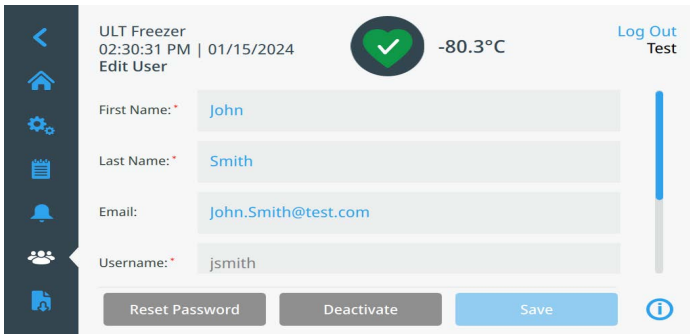 ULT Freezer
02:30:31 PM | 01/15/2024
Edit User
-80.3°C
Log Out
Test
First Name:* John
Last Name:* Smith
Email: John.Smith@test.com
Username:* jsmith
Reset Password Deactivate Save